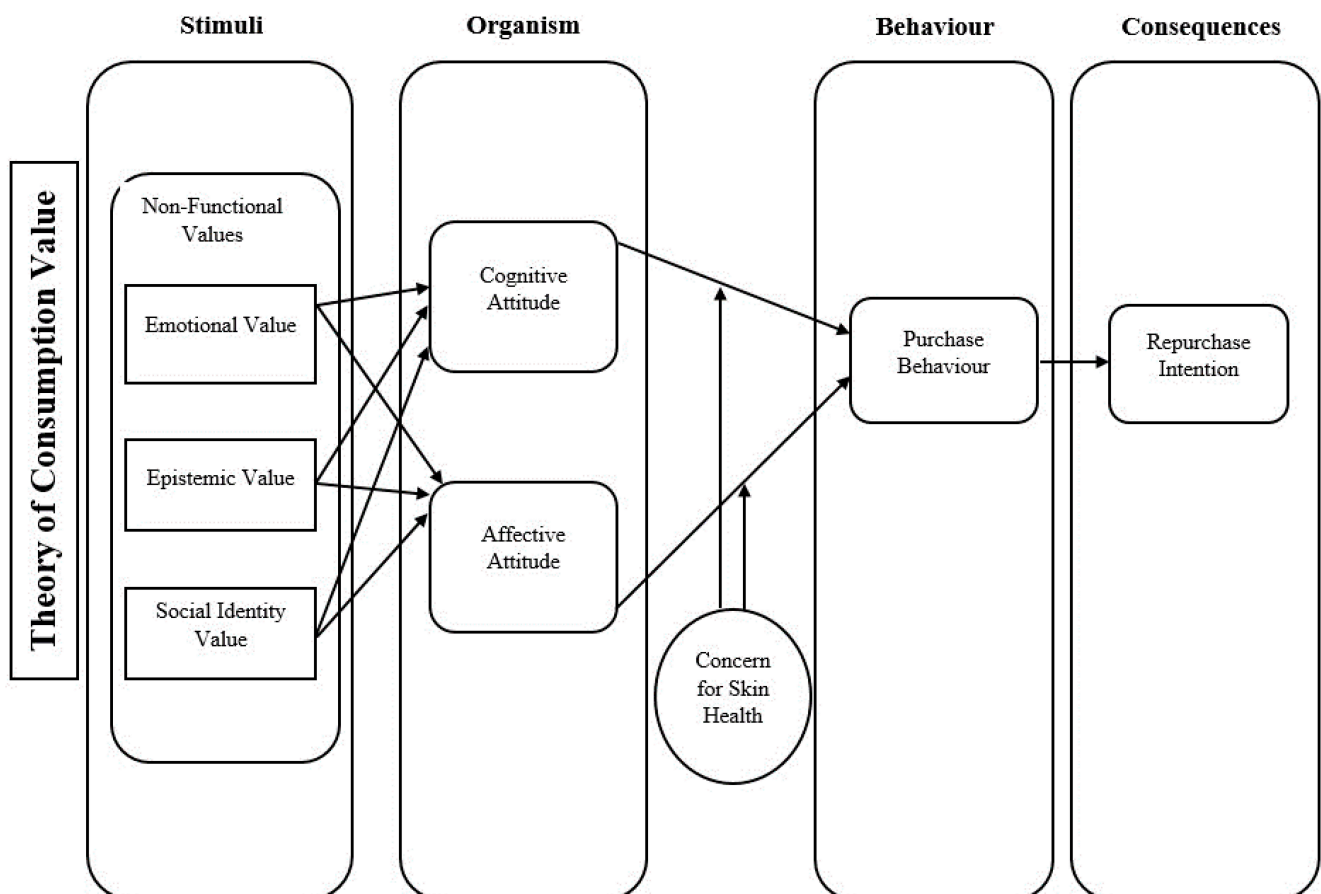 Stimuli
Organism
Behaviour
Consequences
Theory of Consumption Value
Non-Functional
Values
Emotional Value
Epistemic Value
Social Identity
Value
Cognitive
Attitude
Affective
Attitude
Concern
for Skin
Health
Purchase
Behaviour
Repurchase
Intention